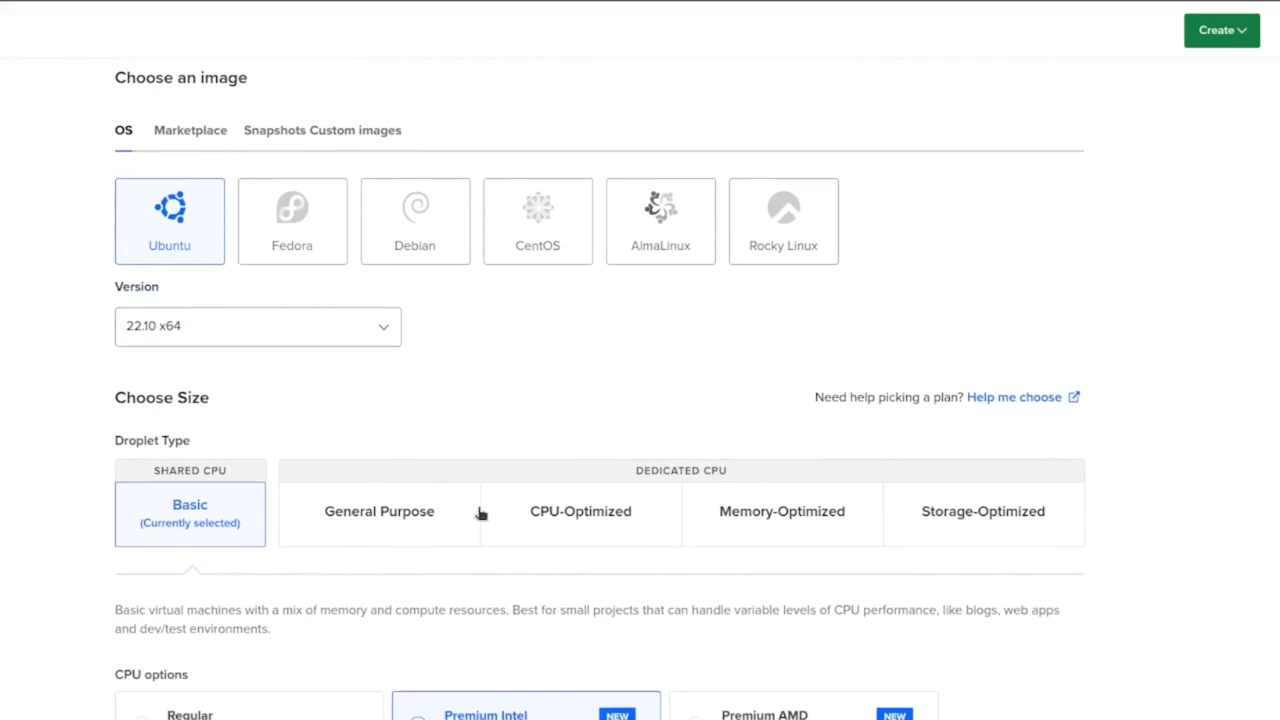 Create
Choose an image
OS Marketplace Snapshots Custom images
Ubuntu Fedora Debian CentOS AlmaLinux Rocky Linux
Version
22.10 x64
Choose Size
Need help picking a plan? Help me choose
Droplet Type
SHARED CPU DEDICATED CPU
Basic
(Currently selected)
General Purpose CPU-Optimized Memory-Optimized Storage-Optimized
Basic virtual machines with a mix of memory and compute resources. Best for small projects that can handle variable levels of CPU performance, like blogs, web apps
and dev/test environments.
CPU options
Regular Premium Intel NEW Premium AMD NEW